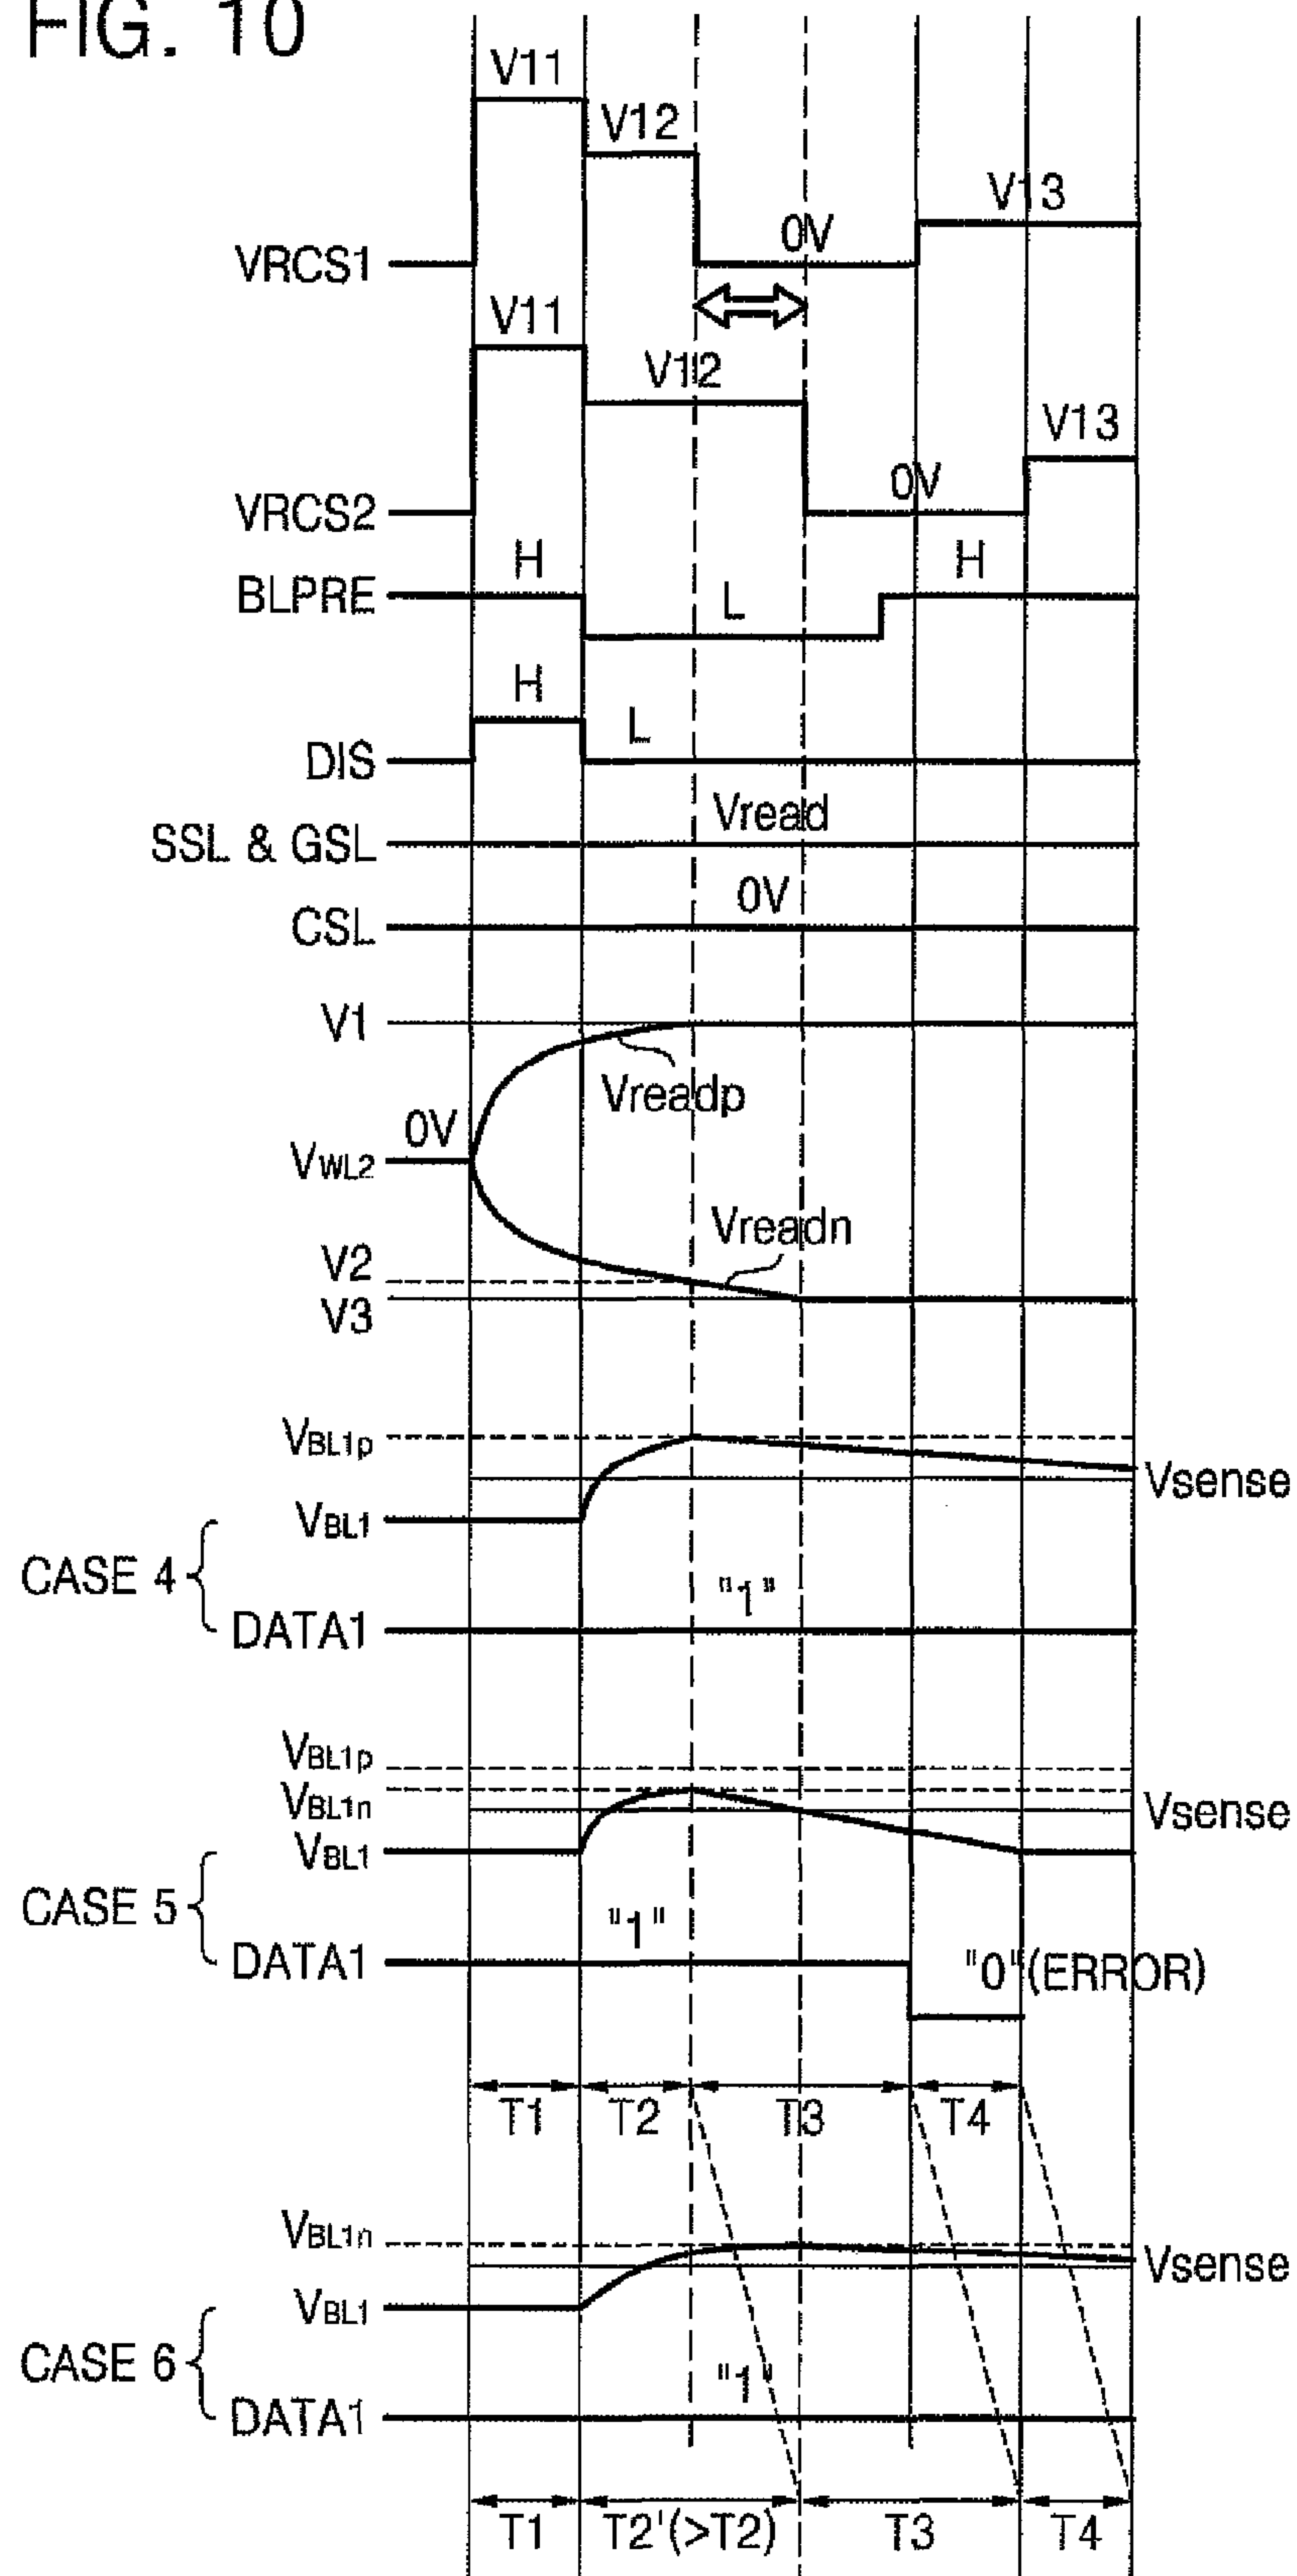 FIG. 10
V11
V12
V13
0V
VRCS1
V11
V12
V13
0V
VRCS2
H
H
BLPRE
L
H
L
DIS
Vread
SSL & GSL
0V
CSL
V1
Vreadp
0V
VWL2
Vreadn
V2
V3
VBL1p
Vsense
VBL1
CASE 4
"1"
DATA1
VBL1p
VBL1n
Vsense
VBL1
CASE 5
"1"
DATA1
"0"(ERROR)
T1 T2 T3 T4
VBL1n
Vsense
VBL1
CASE 6
"1"
DATA1
T1 T2'(>T2) T3 T4